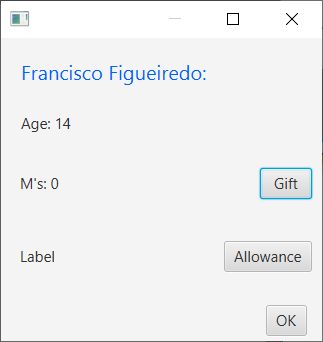 Francisco Figueiredo:
Age: 14
M's: 0 Gift
Label Allowance
OK